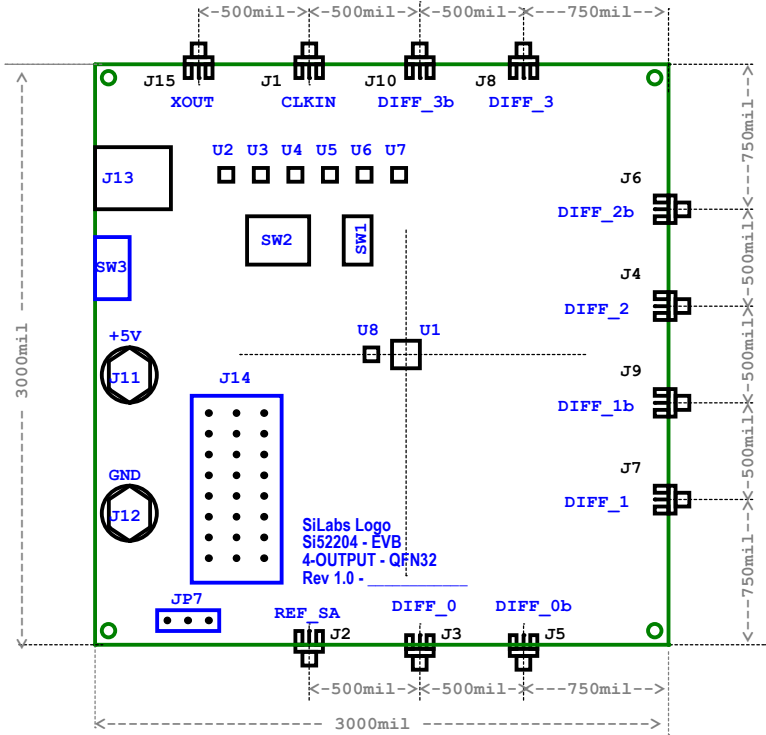 <-500mil-><-500mil-><-500mil-><---750mil-->
J15 J1 J10 J8
XOUT CLKIN DIFF_3b DIFF_3
U2 U3 U4 U5 U6 U7
J13
J6
DIFF_2b
SW2 SW1
SW3
J4
DIFF_2
+5V
U8 U1
J11
J14
J9
DIFF_1b
GND
J12
J7
DIFF_1
SiLabs Logo
Si52204 - EVB
4-OUTPUT - QFN32
Rev 1.0 - ___________
JP7
REF_SA DIFF_0 DIFF_0b
J2 J3 J5
<-500mil-><-500mil-><---750mil-->
3000mil
3000mil
750mil
500mil
500mil
500mil
750mil